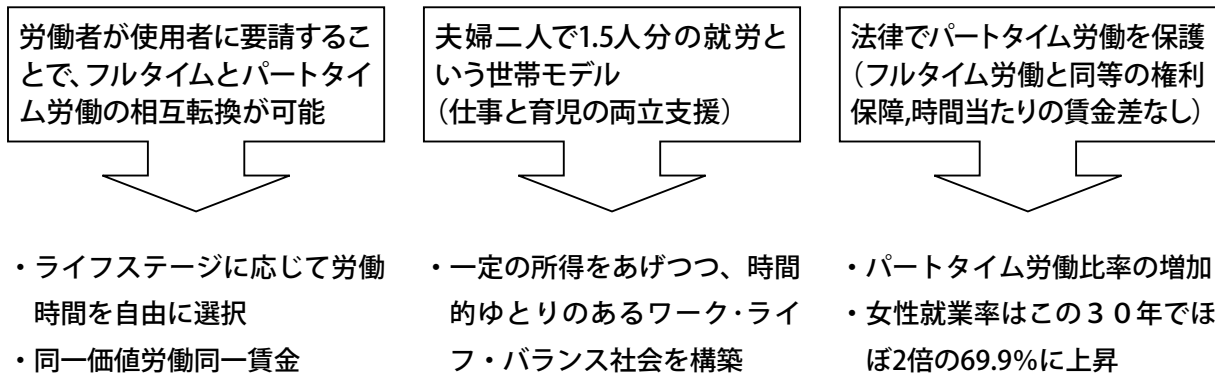 労働者が使用者に要請するこ
とで、フルタイムとパートタイ
ム労働の相互転換が可能
夫婦二人で1.5人分の就労と
いう世帯モデル
（仕事と育児の両立支援）
法律でパートタイム労働を保護
（フルタイム労働と同等の権利
保障,時間当たりの賃金差なし）
・ライフステージに応じて労働
時間を自由に選択
・同一価値労働同一賃金
・一定の所得をあげつつ、時間
的ゆとりのあるワーク・ライ
フ・バランス社会を構築
・パートタイム労働比率の増加
・女性就業率はこの３０年でほ
ぼ2倍の69.9%に上昇